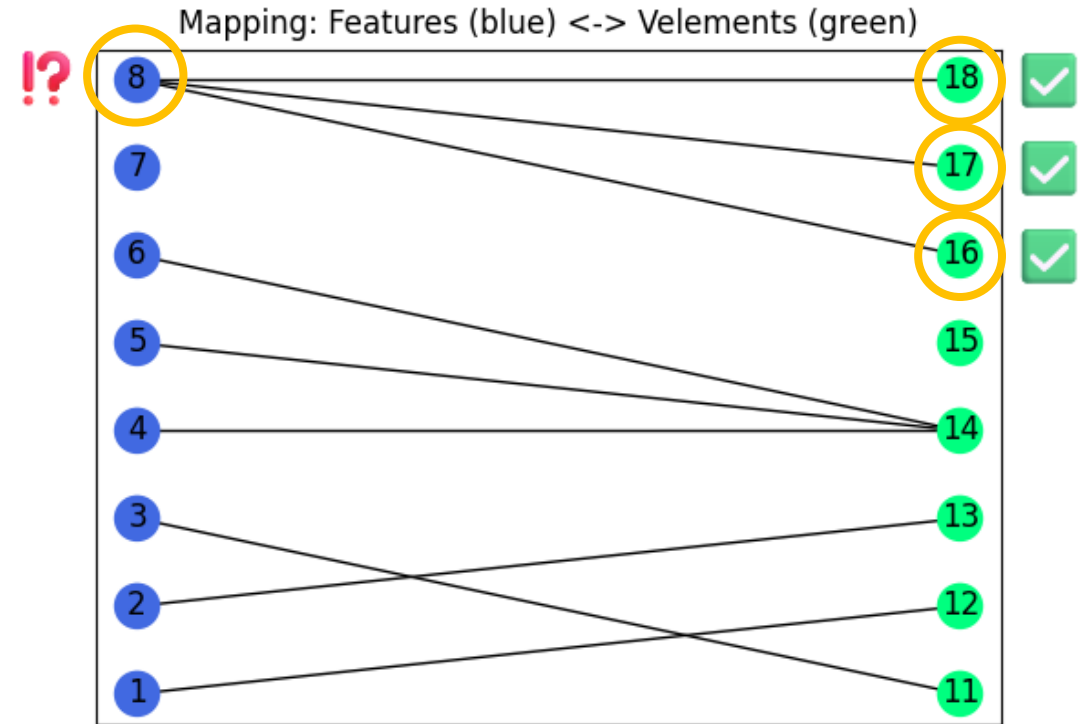 Mapping: Features (blue) <-> Velements (green)
⁉ 8 18 ✅
7 17 ✅
6 16 ✅
5 15
4 14
3 13
2 12
1 11